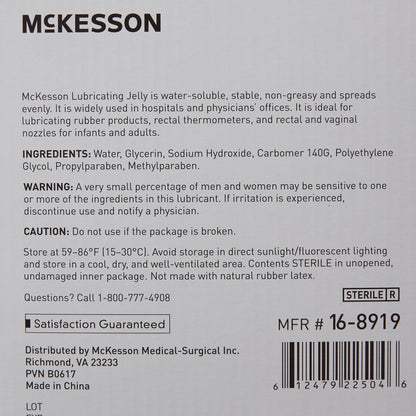 McKESSON
McKesson Lubricating Jelly is water-soluble, stable, non-greasy and spreads
evenly. It is widely used in hospitals and physicians' offices. It is ideal for
lubricating rubber products, rectal thermometers, and rectal and vaginal
nozzles for infants and adults.
INGREDIENTS: Water, Glycerin, Sodium Hydroxide, Carbomer 140G, Polyethylene
Glycol, Propylparaben, Methylparaben.
WARNING: A very small percentage of men and women may be sensitive to one
or more of the ingredients in this lubricant. If irritation is experienced,
discontinue use and notify a physician.
CAUTION: Do not use if the package is broken.
Store at 59–86°F (15–30°C). Avoid storage in direct sunlight/fluorescent lighting
and store in a cool, dry, and well-ventilated area. Contents STERILE in unopened,
undamaged inner package. Not made with natural rubber latex.
Questions? Call 1-800-777-4908
STERILE R
Satisfaction Guaranteed
MFR # 16-8919
Distributed by McKesson Medical-Surgical Inc.
Richmond, VA 23233
PVN B0617
Made in China
6 12479 22504 6
LOT